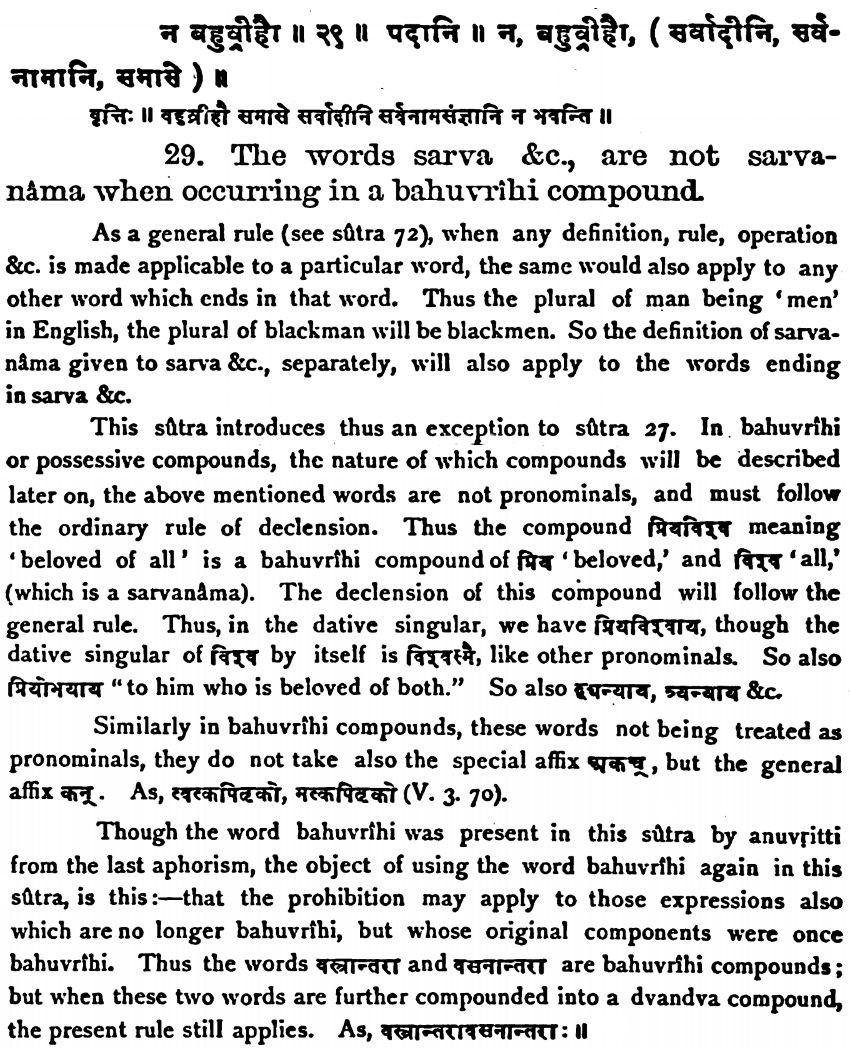 न बहुव्रीहौ ॥ २९ ॥ पदानि ॥ न, बहुव्रीहौ, ( सर्वादीनि, सर्व-
नामानि, समासे ) ॥
वृत्तिः ॥ बहुव्रीहौ समासे सर्वादीनि सर्वनामसंज्ञानि न भवन्ति ॥
29. The words sarva &c., are not sarva-
nâma when occurring in a bahuvrîhi compound.
As a general rule (see sûtra 72), when any definition, rule, operation
&c. is made applicable to a particular word, the same would also apply to any
other word which ends in that word. Thus the plural of man being ‘men’
in English, the plural of blackman will be blackmen. So the definition of sarva-
nâma given to sarva &c., separately, will also apply to the words ending
in sarva &c.
This sûtra introduces thus an exception to sûtra 27. In bahuvrîhi
or possessive compounds, the nature of which compounds will be described
later on, the above mentioned words are not pronominals, and must follow
the ordinary rule of declension. Thus the compound प्रियविश्व meaning
‘beloved of all’ is a bahuvrîhi compound of प्रिय ‘beloved,’ and विश्व ‘all,’
(which is a sarvanâma). The declension of this compound will follow the
general rule. Thus, in the dative singular, we have प्रियविश्वाय, though the
dative singular of विश्व by itself is विश्वस्मै, like other pronominals. So also
प्रियोभयाय “to him who is beloved of both.” So also द्व्यन्याय, त्र्यन्याय &c.
Similarly in bahuvrîhi compounds, these words not being treated as
pronominals, they do not take also the special affix अकच्, but the general
affix कन्. As, त्वत्कपितृको, मत्कपितृको (V. 3. 70).
Though the word bahuvrîhi was present in this sûtra by anuvṛitti
from the last aphorism, the object of using the word bahuvrîhi again in this
sûtra, is this:—that the prohibition may apply to those expressions also
which are no longer bahuvrîhi, but whose original components were once
bahuvrîhi. Thus the words वस्त्रान्तरा and वसनान्तरा are bahuvrîhi compounds;
but when these two words are further compounded into a dvandva compound,
the present rule still applies. As, वस्त्रान्तरावसनान्तराः ॥